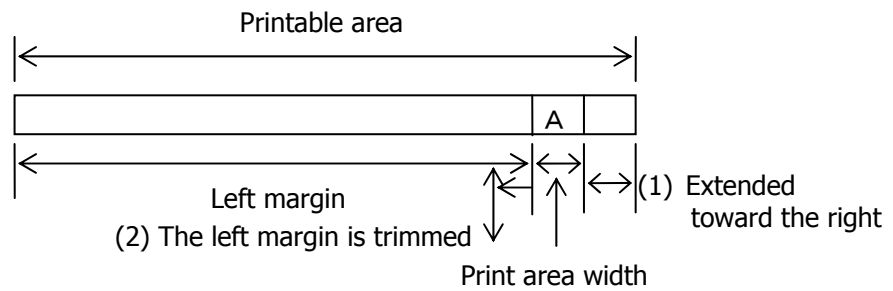 Printable area
A
Left margin
(1) Extended
toward the right
(2) The left margin is trimmed
Print area width